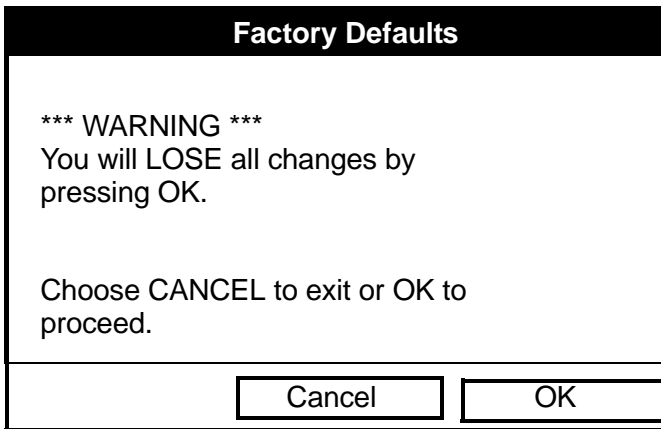 Factory Defaults
*** WARNING ***
You will LOSE all changes by
pressing OK.
Choose CANCEL to exit or OK to
proceed.
Cancel OK